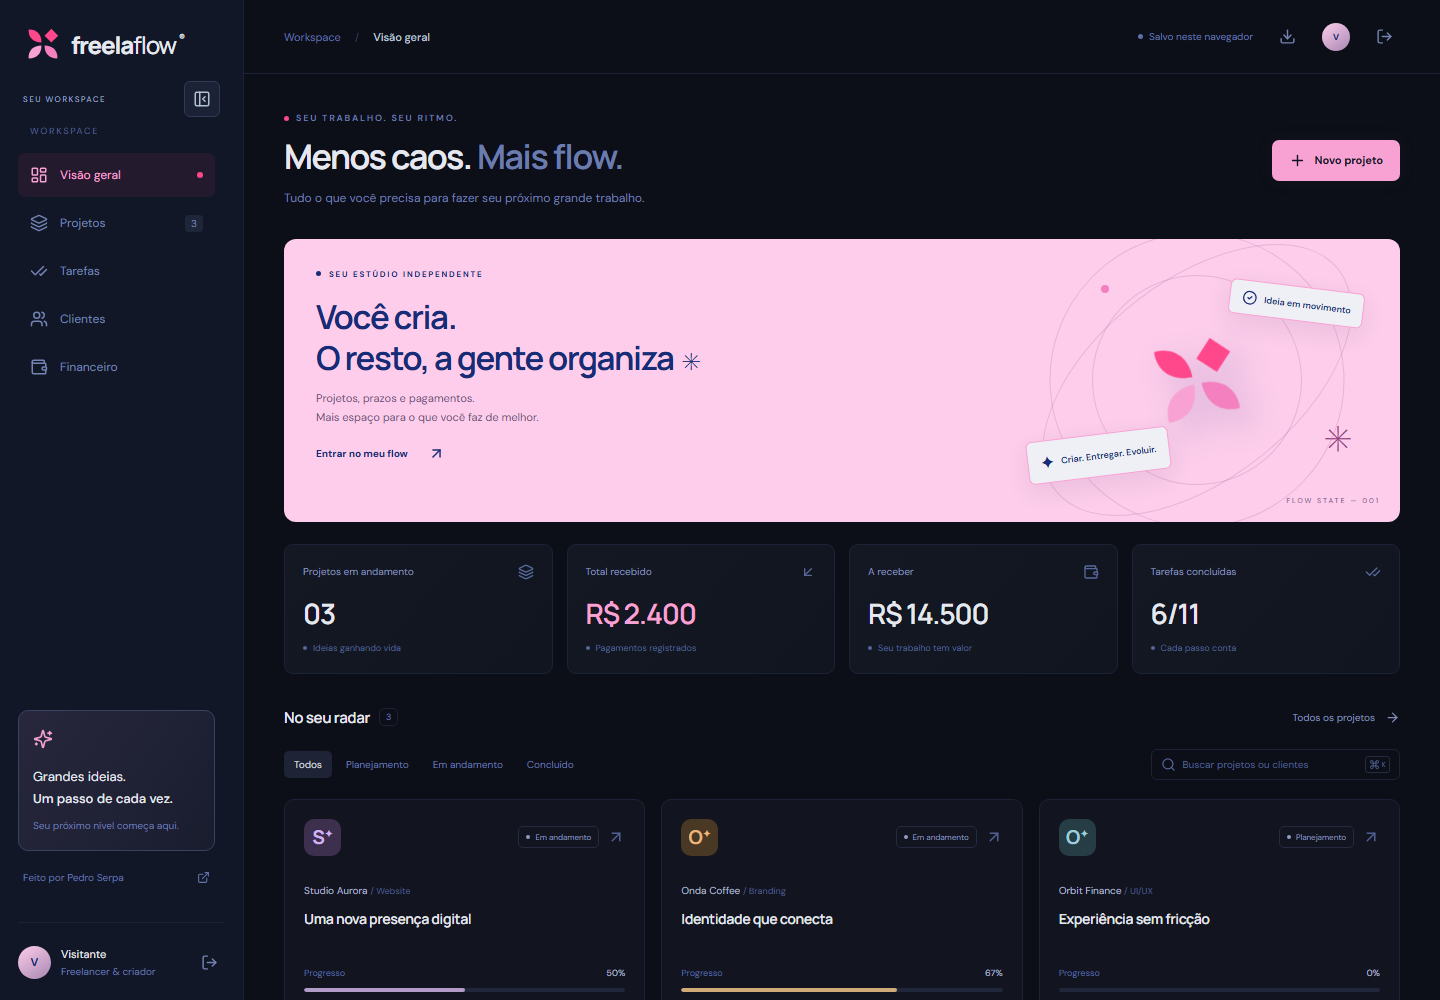 freelaflow®
SEU WORKSPACE
WORKSPACE
Visão geral
Projetos 3
Tarefas
Clientes
Financeiro
Grandes ideias.
Um passo de cada vez.
Seu próximo nível começa aqui.
Feito por Pedro Serpa
V Visitante
Freelancer & criador
Workspace / Visão geral
Salvo neste navegador V
SEU TRABALHO. SEU RITMO.
Menos caos. Mais flow.
Tudo o que você precisa para fazer seu próximo grande trabalho.
Novo projeto
SEU ESTÚDIO INDEPENDENTE
Você cria.
O resto, a gente organiza
Projetos, prazos e pagamentos.
Mais espaço para o que você faz de melhor.
Entrar no meu flow
Ideia em movimento
Criar. Entregar. Evoluir.
FLOW STATE — 001
Projetos em andamento
03
Ideias ganhando vida
Total recebido
R$ 2.400
Pagamentos registrados
A receber
R$ 14.500
Seu trabalho tem valor
Tarefas concluídas
6/11
Cada passo conta
No seu radar 3
Todos os projetos
Todos Planejamento Em andamento Concluído
Buscar projetos ou clientes ⌘ K
S
Em andamento
Studio Aurora / Website
Uma nova presença digital
Progresso 50%
O
Em andamento
Onda Coffee / Branding
Identidade que conecta
Progresso 67%
O
Planejamento
Orbit Finance / UI/UX
Experiência sem fricção
Progresso 0%